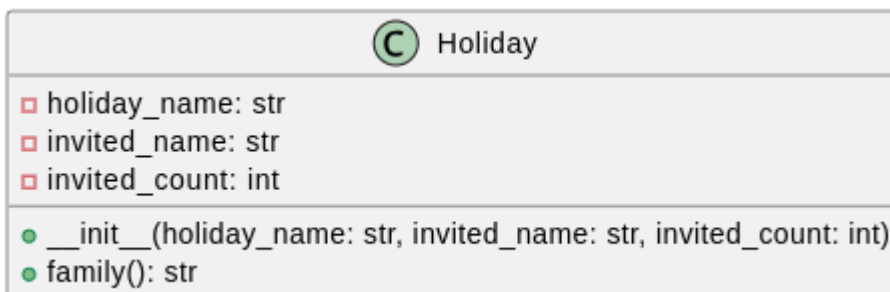 C Holiday
holiday_name: str
invited_name: str
invited_count: int
__init__(holiday_name: str, invited_name: str, invited_count: int)
family(): str